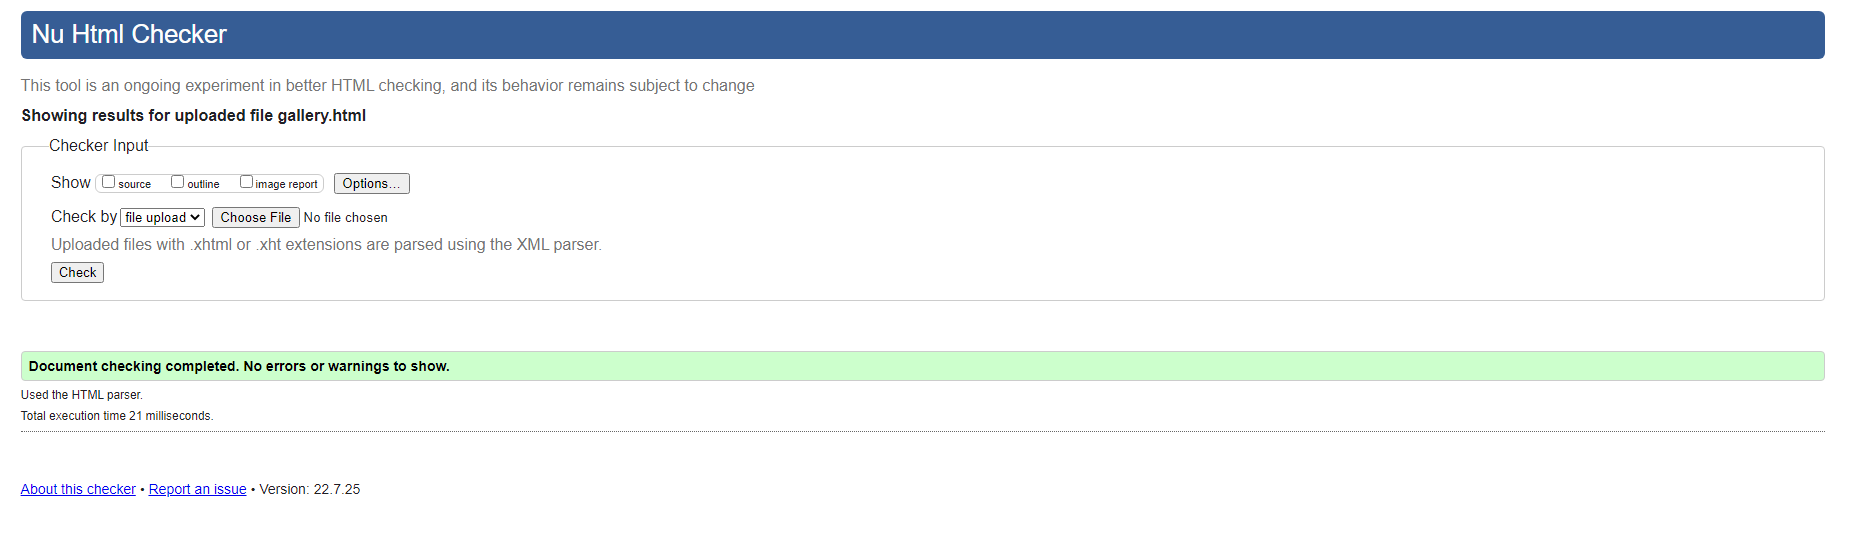 Nu Html Checker
This tool is an ongoing experiment in better HTML checking, and its behavior remains subject to change
Showing results for uploaded file gallery.html
Checker Input
Show source outline image report Options...
Check by file upload Choose File No file chosen
Uploaded files with .xhtml or .xht extensions are parsed using the XML parser.
Check
Document checking completed. No errors or warnings to show.
Used the HTML parser.
Total execution time 21 milliseconds.
About this checker • Report an issue • Version: 22.7.25